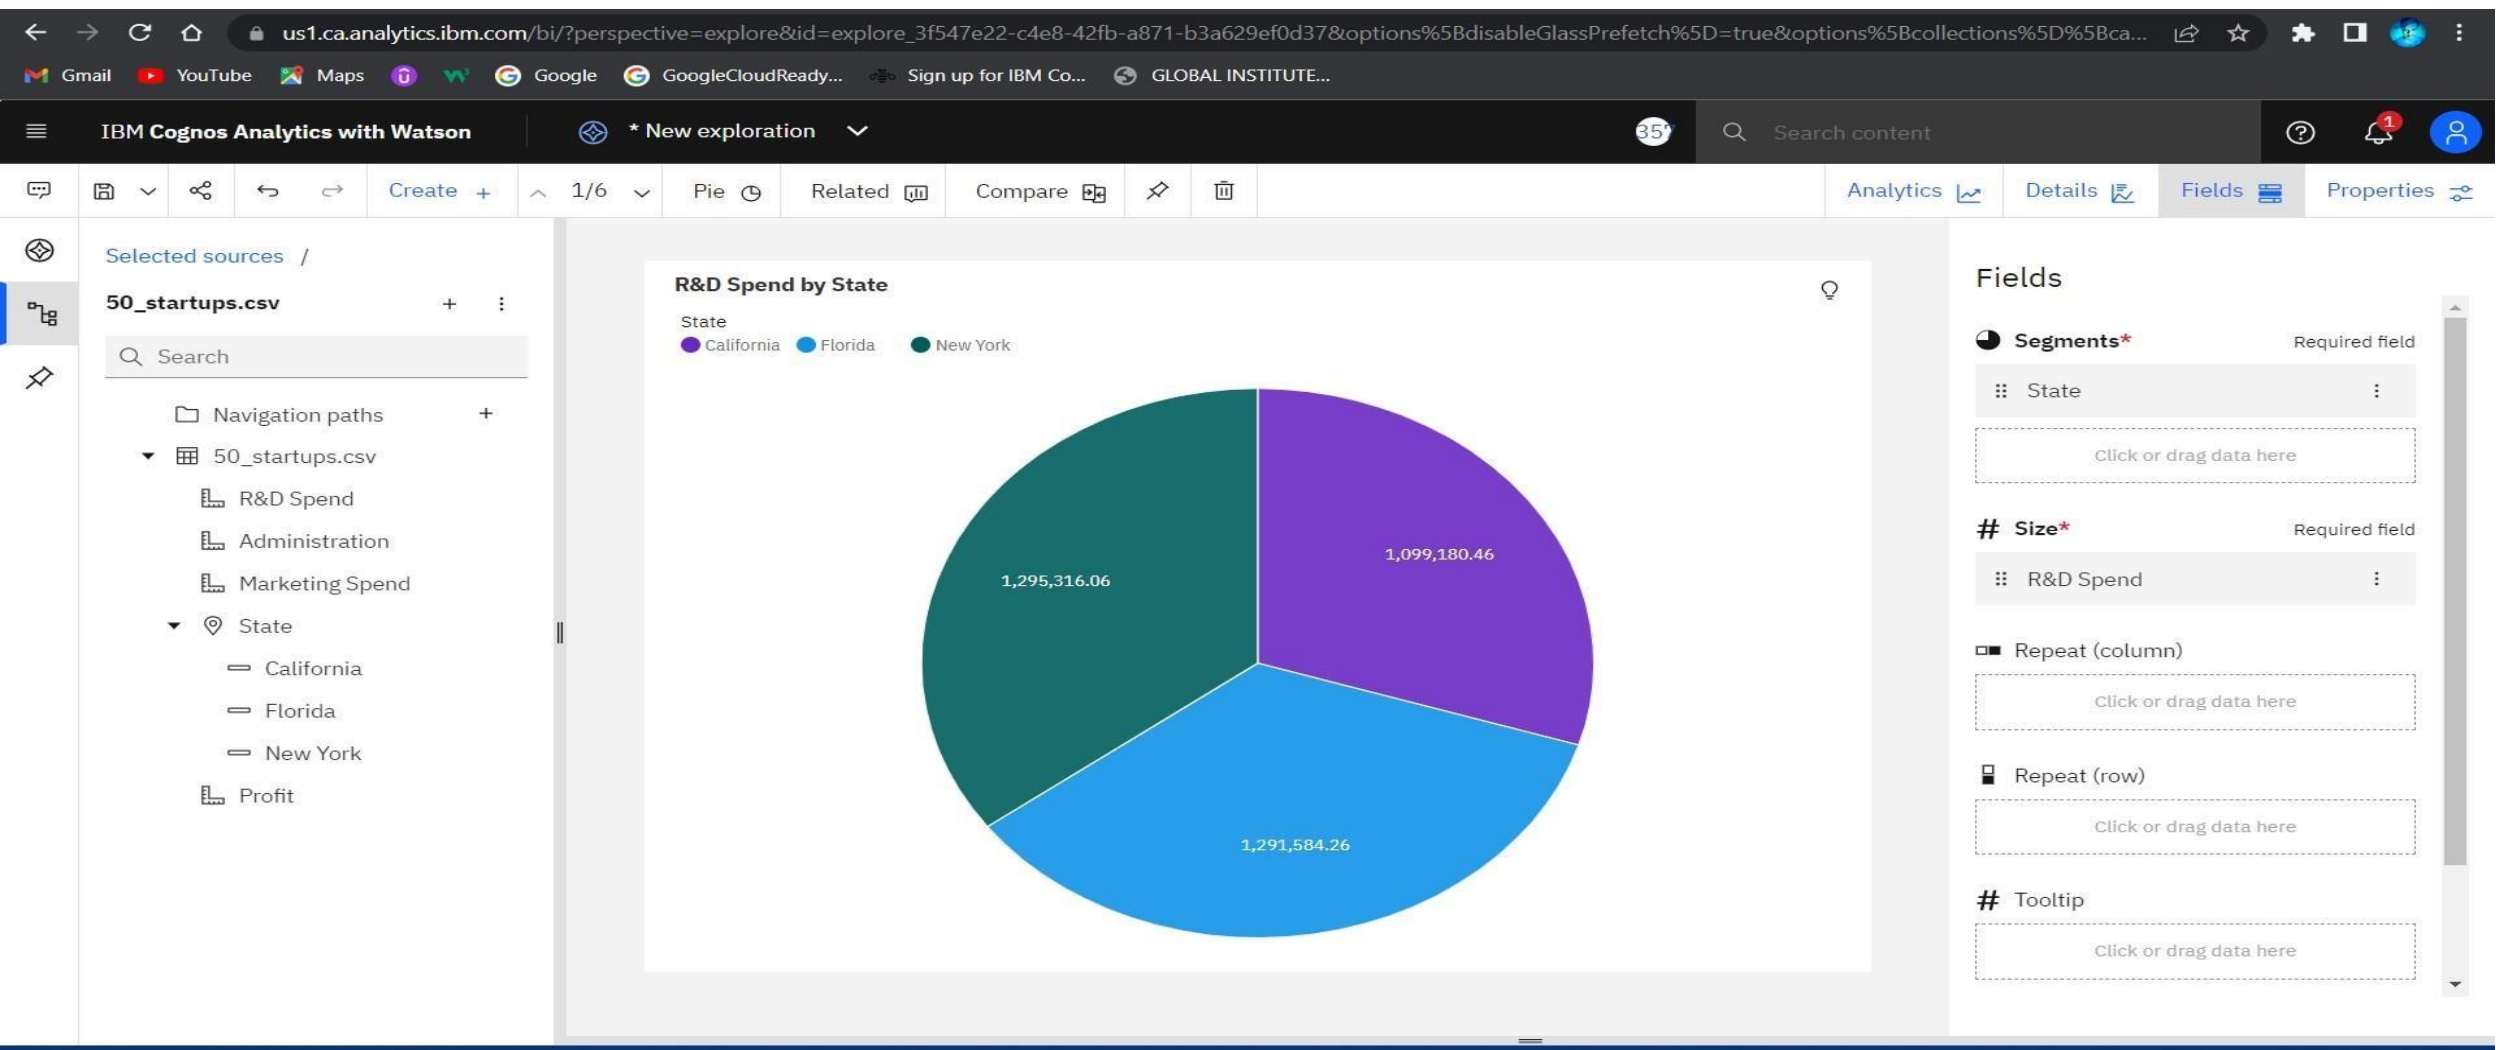 us1.ca.analytics.ibm.com/bi/?perspective=explore&id=explore_3f547e22-c4e8-42fb-a871-b3a629ef0d37&options%5BdisableGlassPrefetch%5D=true&options%5Bcollections%5D%5Bca...
Gmail YouTube Maps Google GoogleCloudReady... Sign up for IBM Co... GLOBAL INSTITUTE...
IBM Cognos Analytics with Watson * New exploration 357 Search content 1
Create + 1/6 Pie Related Compare Analytics Details Fields Properties
Selected sources /
50_startups.csv
Search
Navigation paths
50_startups.csv
R&D Spend
Administration
Marketing Spend
State
California
Florida
New York
Profit
R&D Spend by State
State
California Florida New York
1,099,180.46
1,295,316.06
1,291,584.26
Fields
Segments* Required field
State
Click or drag data here
# Size* Required field
R&D Spend
Repeat (column)
Click or drag data here
Repeat (row)
Click or drag data here
# Tooltip
Click or drag data here